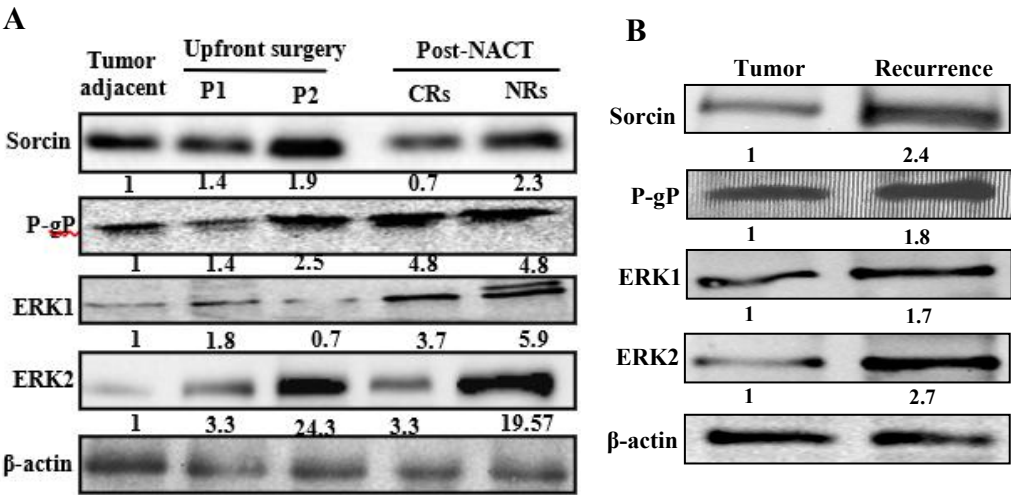 A
Tumor adjacent
Upfront surgery
Post-NACT
P1 P2 CRs NRs
Sorcin
1 1.4 1.9 0.7 2.3
P-gP
1 1.4 2.5 4.8 4.8
ERK1
1 1.8 0.7 3.7 5.9
ERK2
1 3.3 24.3 3.3 19.57
β-actin
B
Tumor Recurrence
Sorcin
1 2.4
P-gP
1 1.8
ERK1
1 1.7
ERK2
1 2.7
β-actin